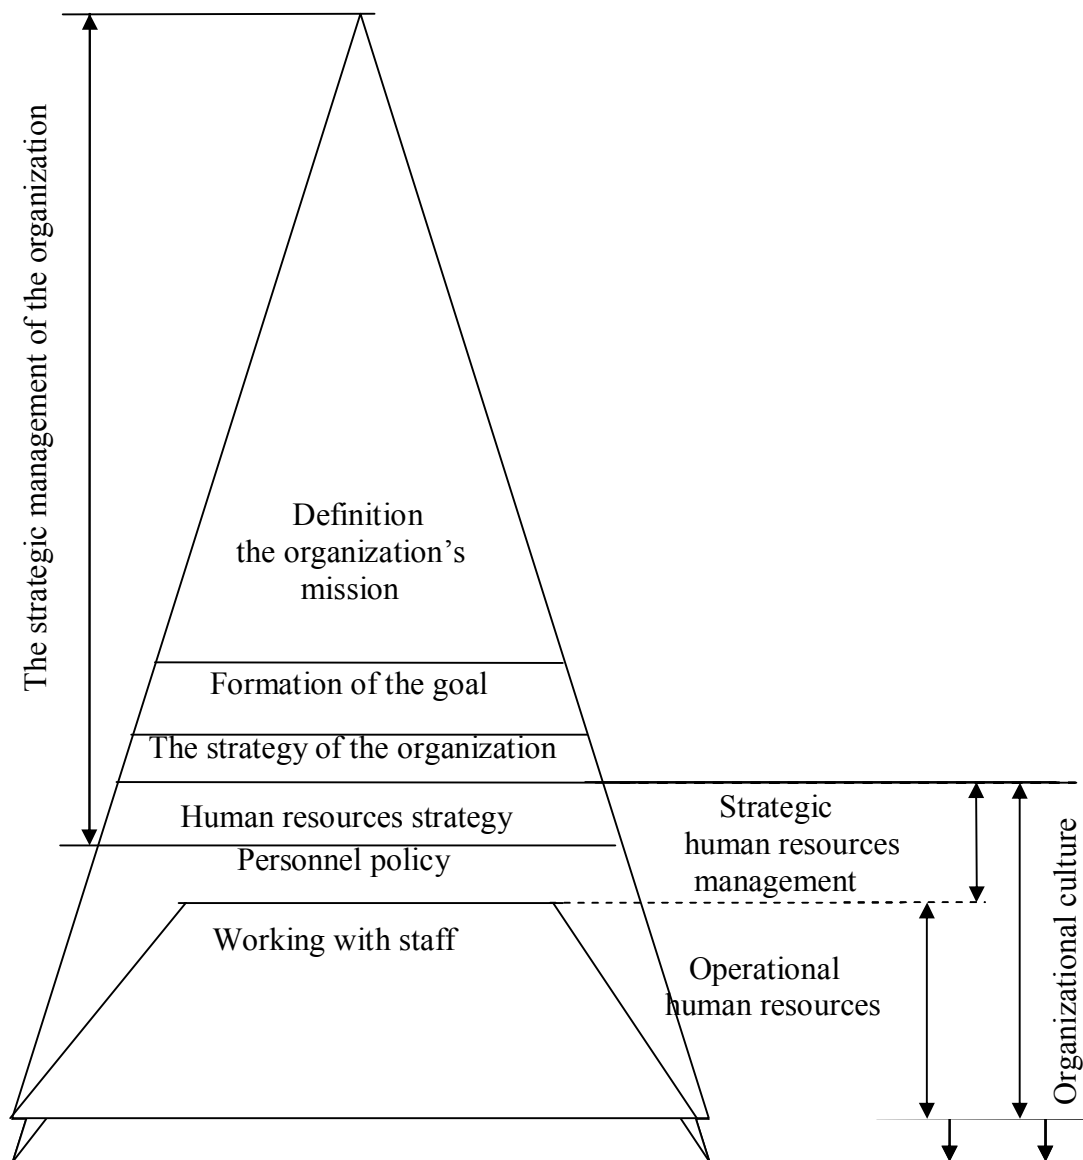 The strategic management of the organization
Definition
the organization’s
mission
Formation of the goal
The strategy of the organization
Human resources strategy
Personnel policy
Working with staff
Strategic
human resources
management
Operational
human resources
Organizational culture